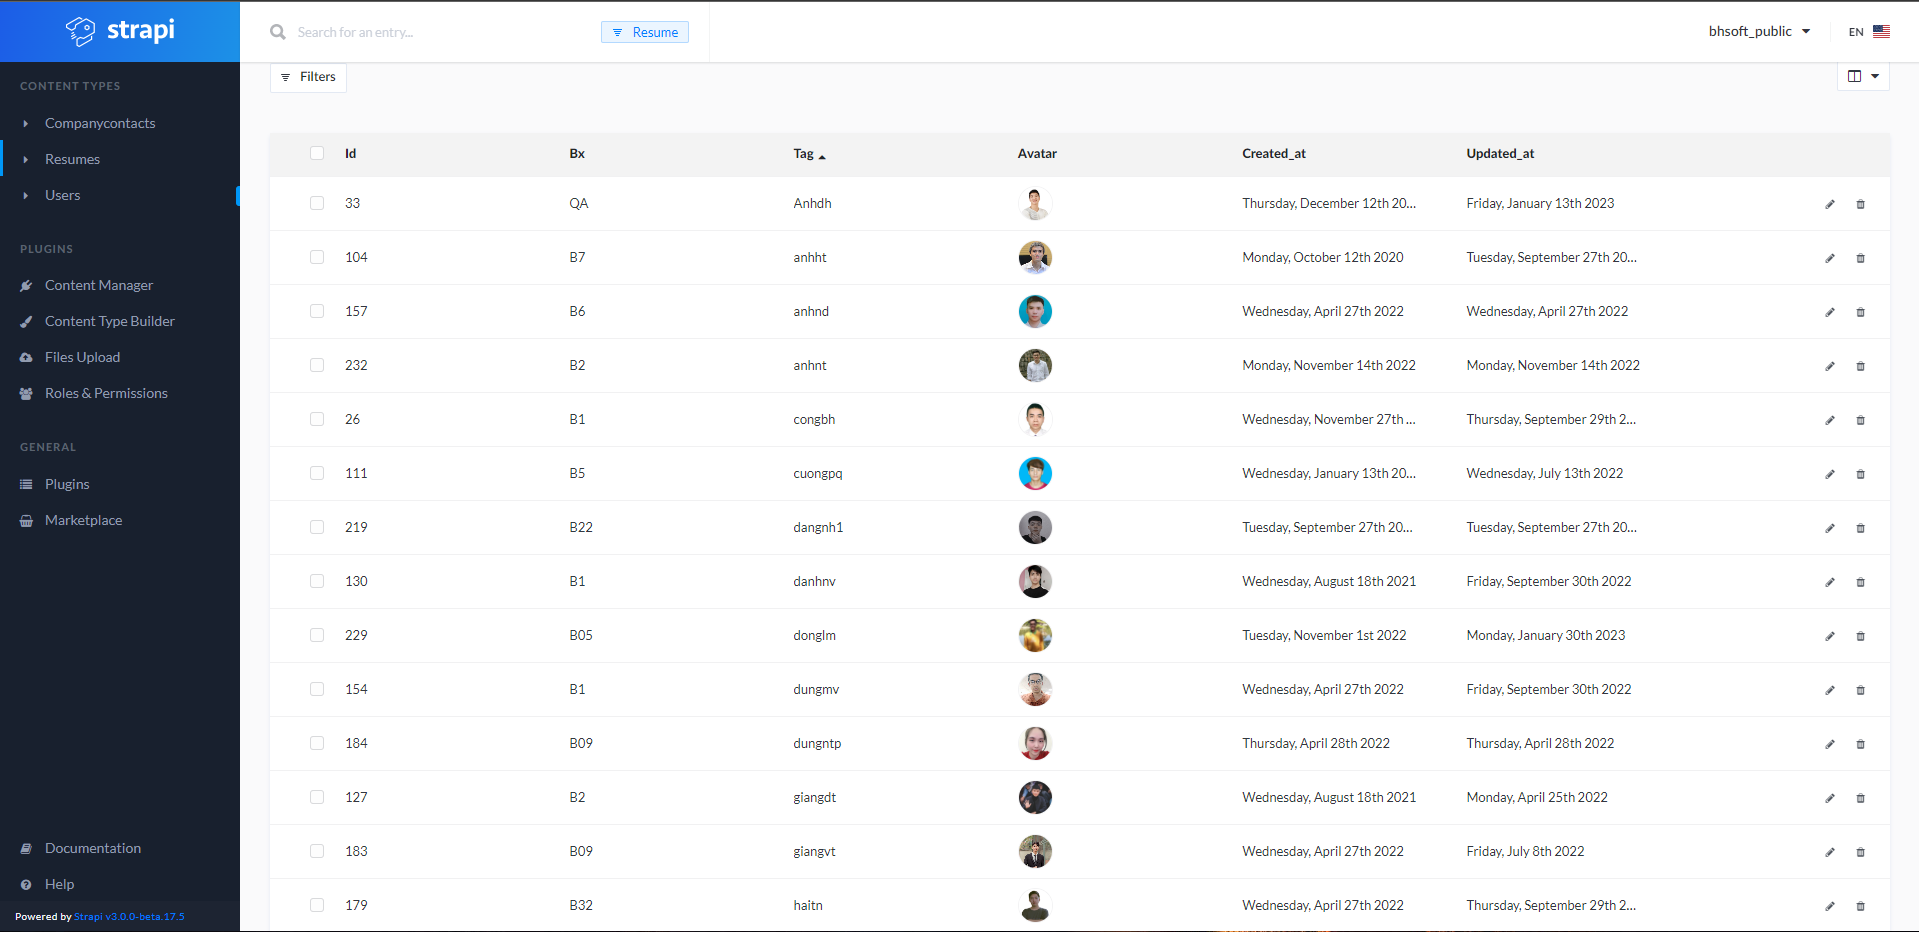 strapi
Search for an entry...
Resume
bhsoft_public
EN
CONTENT TYPES
Companycontacts
Resumes
Users
PLUGINS
Content Manager
Content Type Builder
Files Upload
Roles & Permissions
GENERAL
Plugins
Marketplace
Documentation
Help
Powered by Strapi v3.0.0-beta.17.5
Filters
Id Bx Tag Avatar Created_at Updated_at
33 QA Anhdh Thursday, December 12th 20... Friday, January 13th 2023
104 B7 anhht Monday, October 12th 2020 Tuesday, September 27th 20...
157 B6 anhnd Wednesday, April 27th 2022 Wednesday, April 27th 2022
232 B2 anhnt Monday, November 14th 2022 Monday, November 14th 2022
26 B1 congbh Wednesday, November 27th ... Thursday, September 29th 2...
111 B5 cuongpq Wednesday, January 13th 20... Wednesday, July 13th 2022
219 B22 dangnh1 Tuesday, September 27th 20... Tuesday, September 27th 20...
130 B1 danhnv Wednesday, August 18th 2021 Friday, September 30th 2022
229 B05 donglm Tuesday, November 1st 2022 Monday, January 30th 2023
154 B1 dungmv Wednesday, April 27th 2022 Friday, September 30th 2022
184 B09 dungntp Thursday, April 28th 2022 Thursday, April 28th 2022
127 B2 giangdt Wednesday, August 18th 2021 Monday, April 25th 2022
183 B09 giangvt Wednesday, April 27th 2022 Friday, July 8th 2022
179 B32 haitn Wednesday, April 27th 2022 Thursday, September 29th 2...